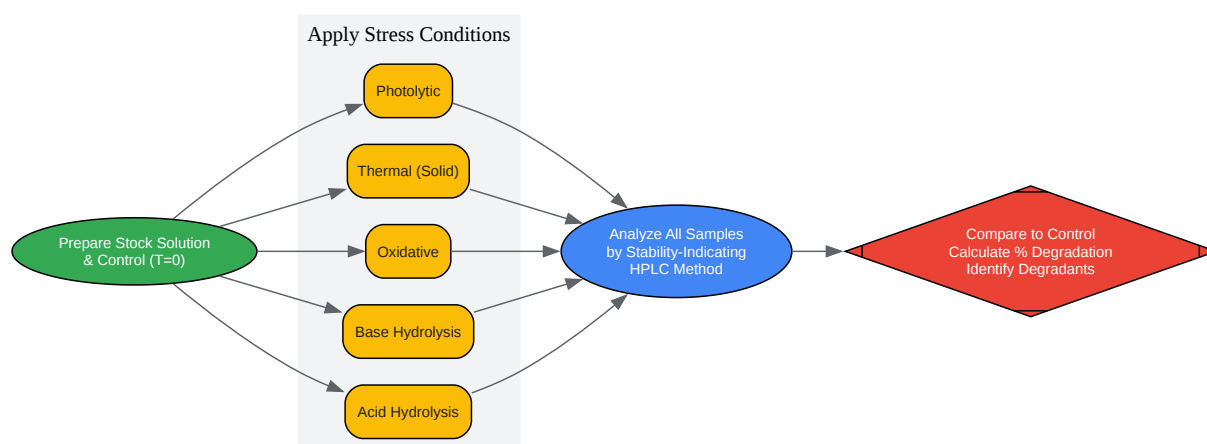 Apply Stress Conditions
Photolytic
Thermal (Solid)
Oxidative
Base Hydrolysis
Acid Hydrolysis
Prepare Stock Solution
& Control (T=0)
Analyze All Samples
by Stability-Indicating
HPLC Method
Compare to Control
Calculate % Degradation
Identify Degradants